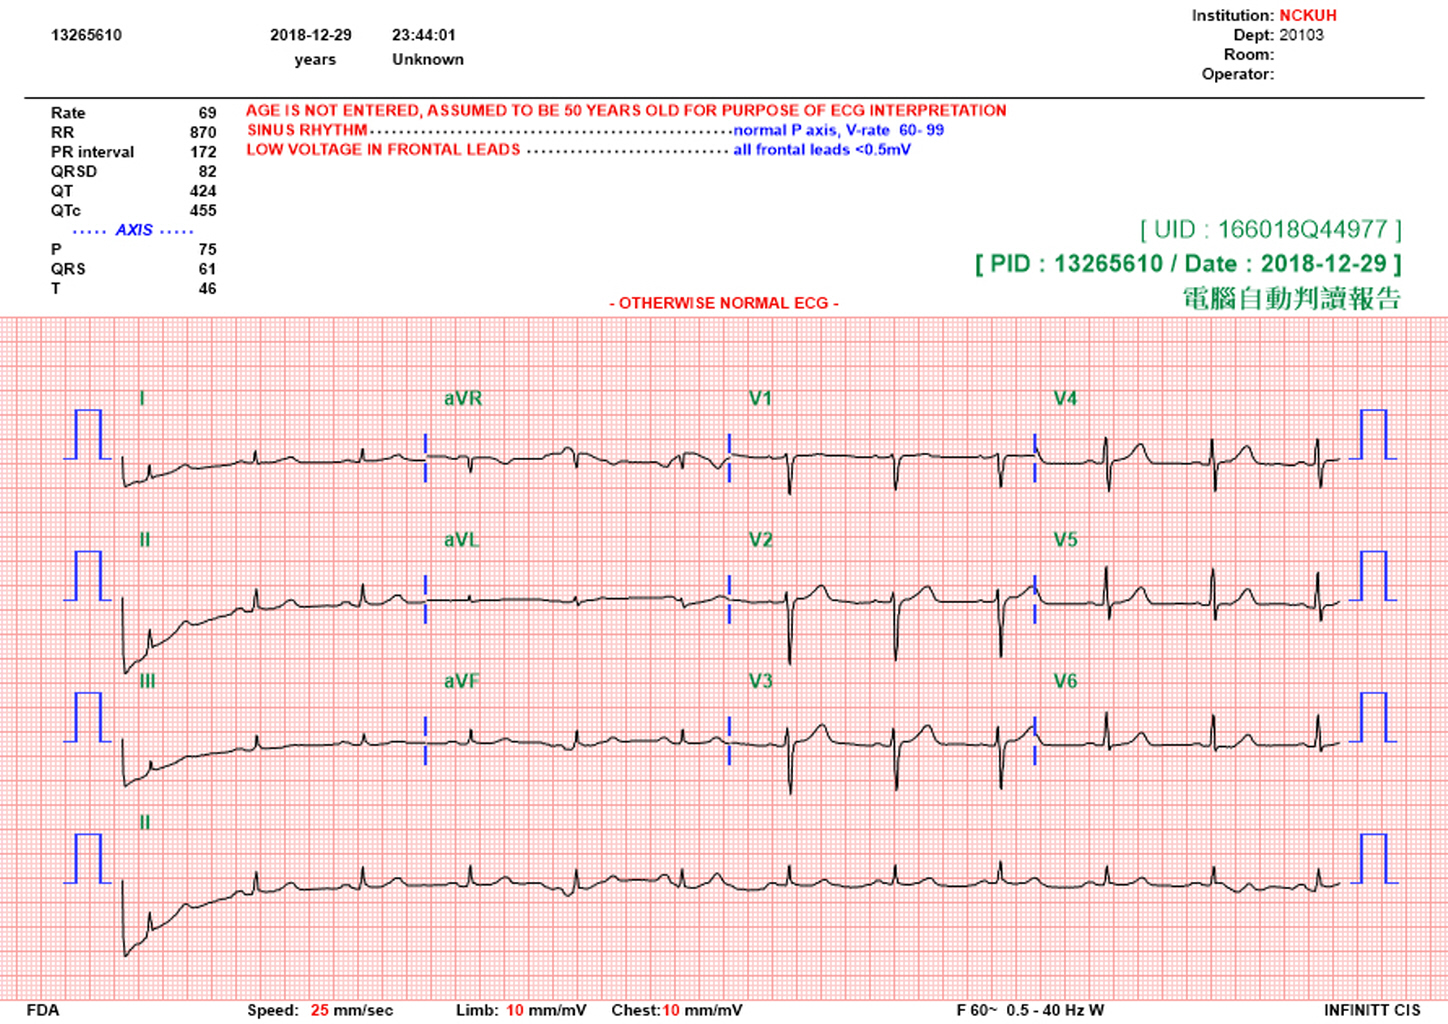 Institution: NCKUH
13265610 2018-12-29 23:44:01 Dept: 20103
years Unknown Room:
Operator:
Rate 69 AGE IS NOT ENTERED, ASSUMED TO BE 50 YEARS OLD FOR PURPOSE OF ECG INTERPRETATION
RR 870 SINUS RHYTHM........................................normal P axis, V-rate 60- 99
PR interval 172 LOW VOLTAGE IN FRONTAL LEADS ............................ all frontal leads <0.5mV
QRSD 82
QT 424
QTc 455
..... AXIS .....
[ UID : 166018Q44977 ]
P 75
[ PID : 13265610 / Date : 2018-12-29 ]
QRS 61
T 46
電腦自動判讀報告
- OTHERWISE NORMAL ECG -
I aVR V1 V4
II aVL V2 V5
III aVF V3 V6
II
FDA Speed: 25 mm/sec Limb: 10 mm/mV Chest:10 mm/mV F 60~ 0.5 - 40 Hz W INFINITT CIS